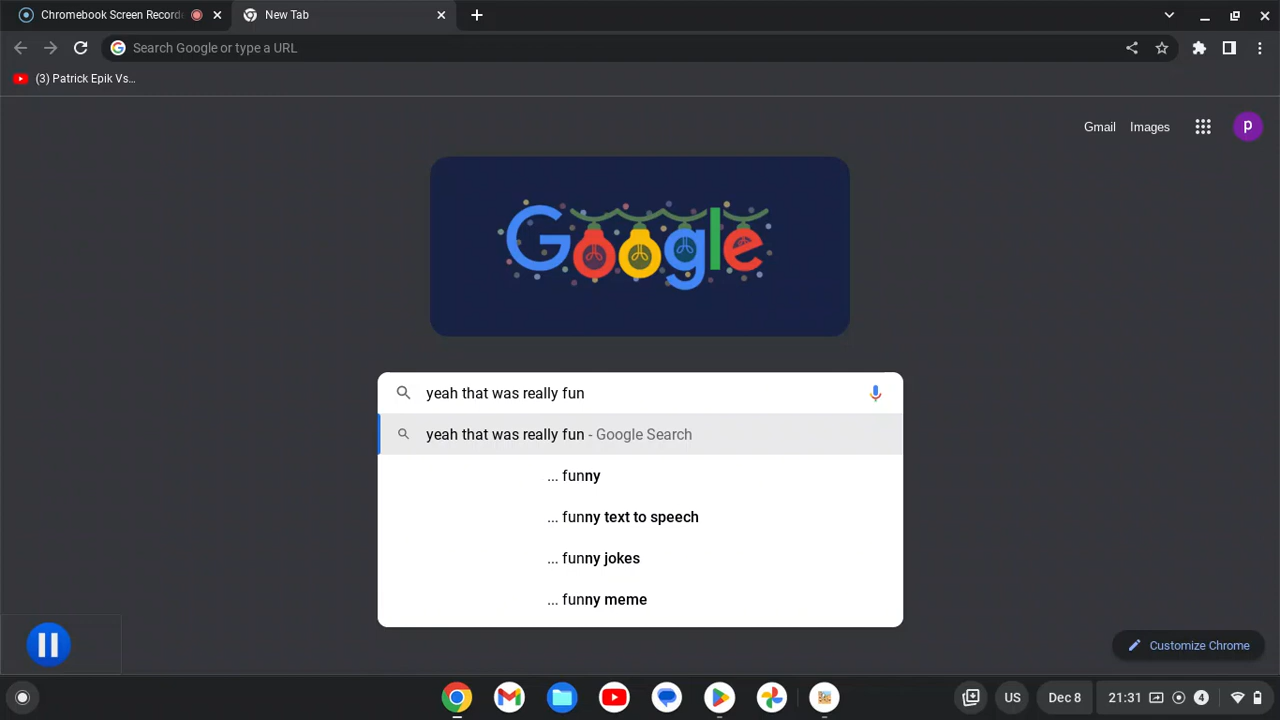 Chromebook Screen Recorde
New Tab
Search Google or type a URL
(3) Patrick Epik Vs...
Gmail Images
p
Google
yeah that was really fun
yeah that was really fun - Google Search
... funny
... funny text to speech
... funny jokes
... funny meme
Customize Chrome
US
Dec 8
21:31
4